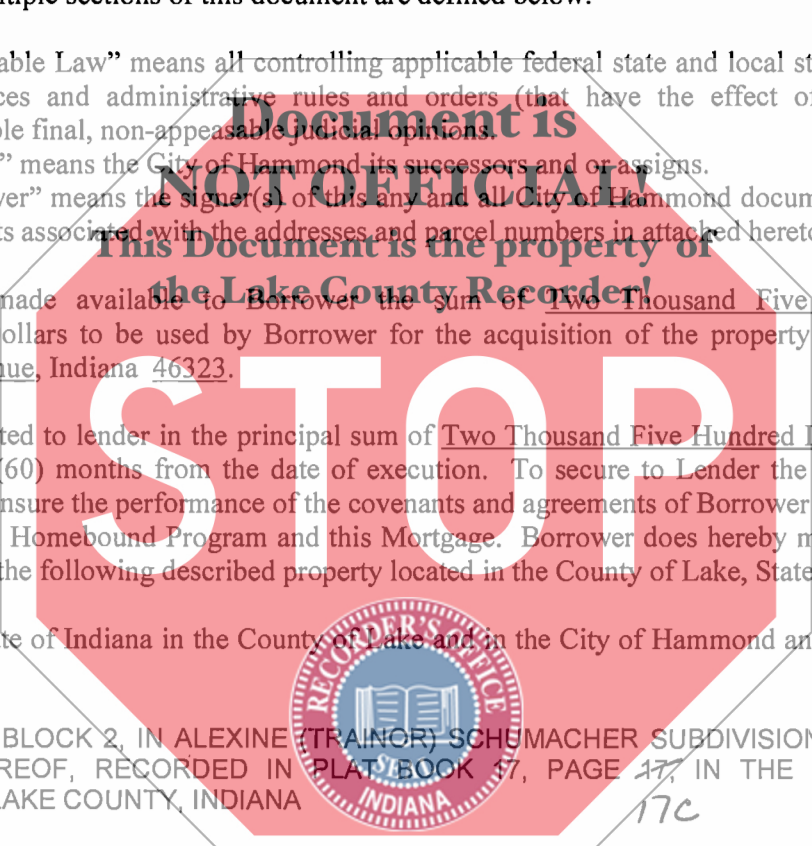 ltiple sections of this document are defined below.
able Law” means all controlling applicable federal state and local st
ces and administrative rules and orders (that have the effect o
ble final, non-appeasable judicial opinions.
Document is
” means the City of Hammond its successors and or assigns.
NOT OFFICIAL!
ver” means the signer(s) of this any and all City of Hammond docum
ts associated with the addresses and parcel numbers in attached hereto
This Document is the property of
the Lake County Recorder!
made available to Borrower the sum of Two Thousand Five
ollars to be used by Borrower for the acquisition of the property
nue, Indiana 46323.
STOP
ted to lender in the principal sum of Two Thousand Five Hundred
(60) months from the date of execution. To secure to Lender the
nsure the performance of the covenants and agreements of Borrower
Homebound Program and this Mortgage. Borrower does hereby m
the following described property located in the County of Lake, State
te of Indiana in the County of Lake and in the City of Hammond an
RECORDER'S OFFICE
SEAL
INDIANA
BLOCK 2, IN ALEXINE (TRAINOR) SCHUMACHER SUBDIVISION
REOF, RECORDED IN PLAT BOOK 17, PAGE 17, IN THE
LAKE COUNTY, INDIANA
17C